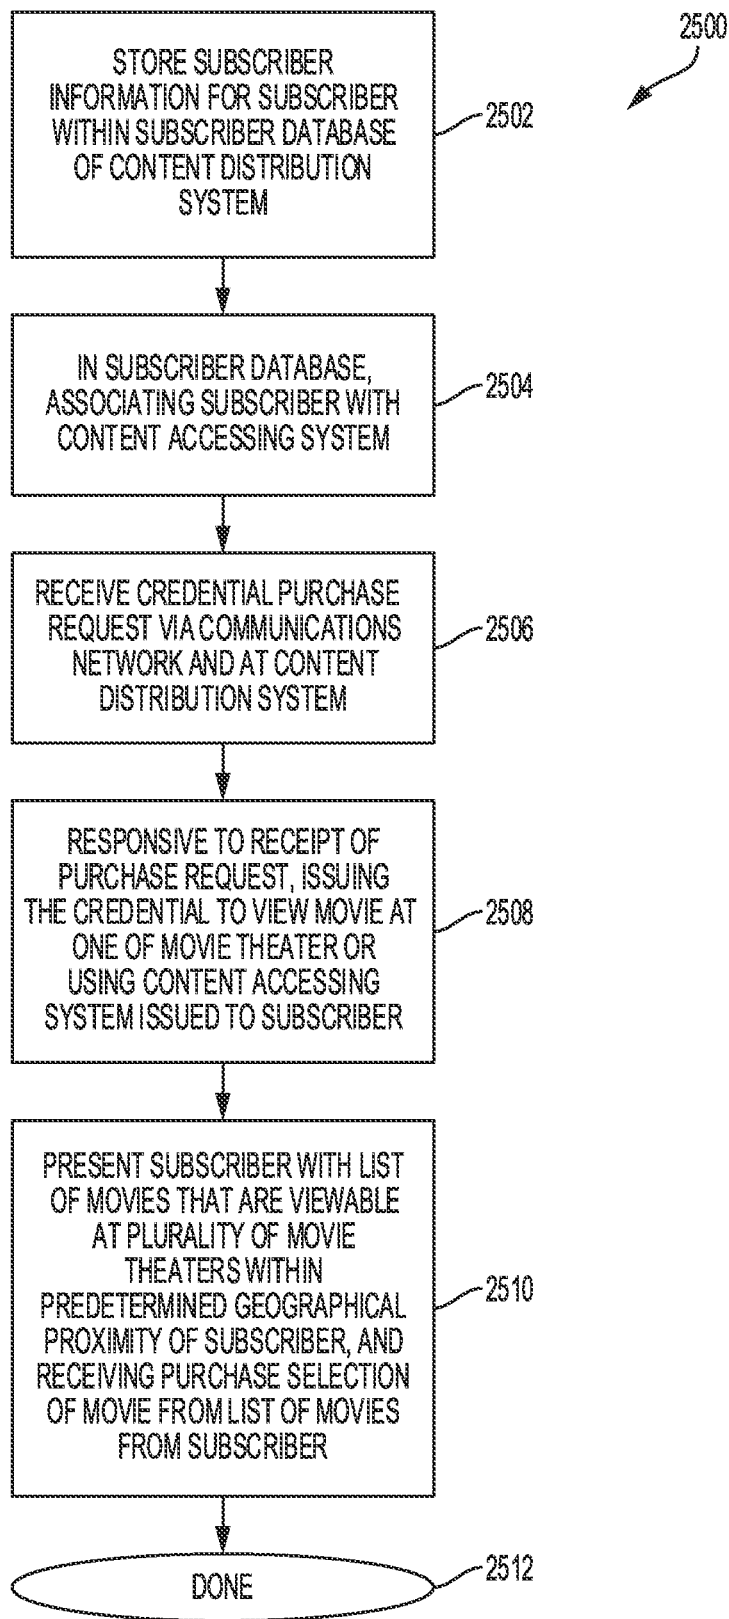 2500
STORE SUBSCRIBER
INFORMATION FOR SUBSCRIBER
WITHIN SUBSCRIBER DATABASE
OF CONTENT DISTRIBUTION
SYSTEM
2502
IN SUBSCRIBER DATABASE,
ASSOCIATING SUBSCRIBER WITH
CONTENT ACCESSING SYSTEM
2504
RECEIVE CREDENTIAL PURCHASE
REQUEST VIA COMMUNICATIONS
NETWORK AND AT CONTENT
DISTRIBUTION SYSTEM
2506
RESPONSIVE TO RECEIPT OF
PURCHASE REQUEST, ISSUING
THE CREDENTIAL TO VIEW MOVIE AT
ONE OF MOVIE THEATER OR
USING CONTENT ACCESSING
SYSTEM ISSUED TO SUBSCRIBER
2508
PRESENT SUBSCRIBER WITH LIST
OF MOVIES THAT ARE VIEWABLE
AT PLURALITY OF MOVIE
THEATERS WITHIN
PREDETERMINED GEOGRAPHICAL
PROXIMITY OF SUBSCRIBER, AND
RECEIVING PURCHASE SELECTION
OF MOVIE FROM LIST OF MOVIES
FROM SUBSCRIBER
2510
DONE
2512